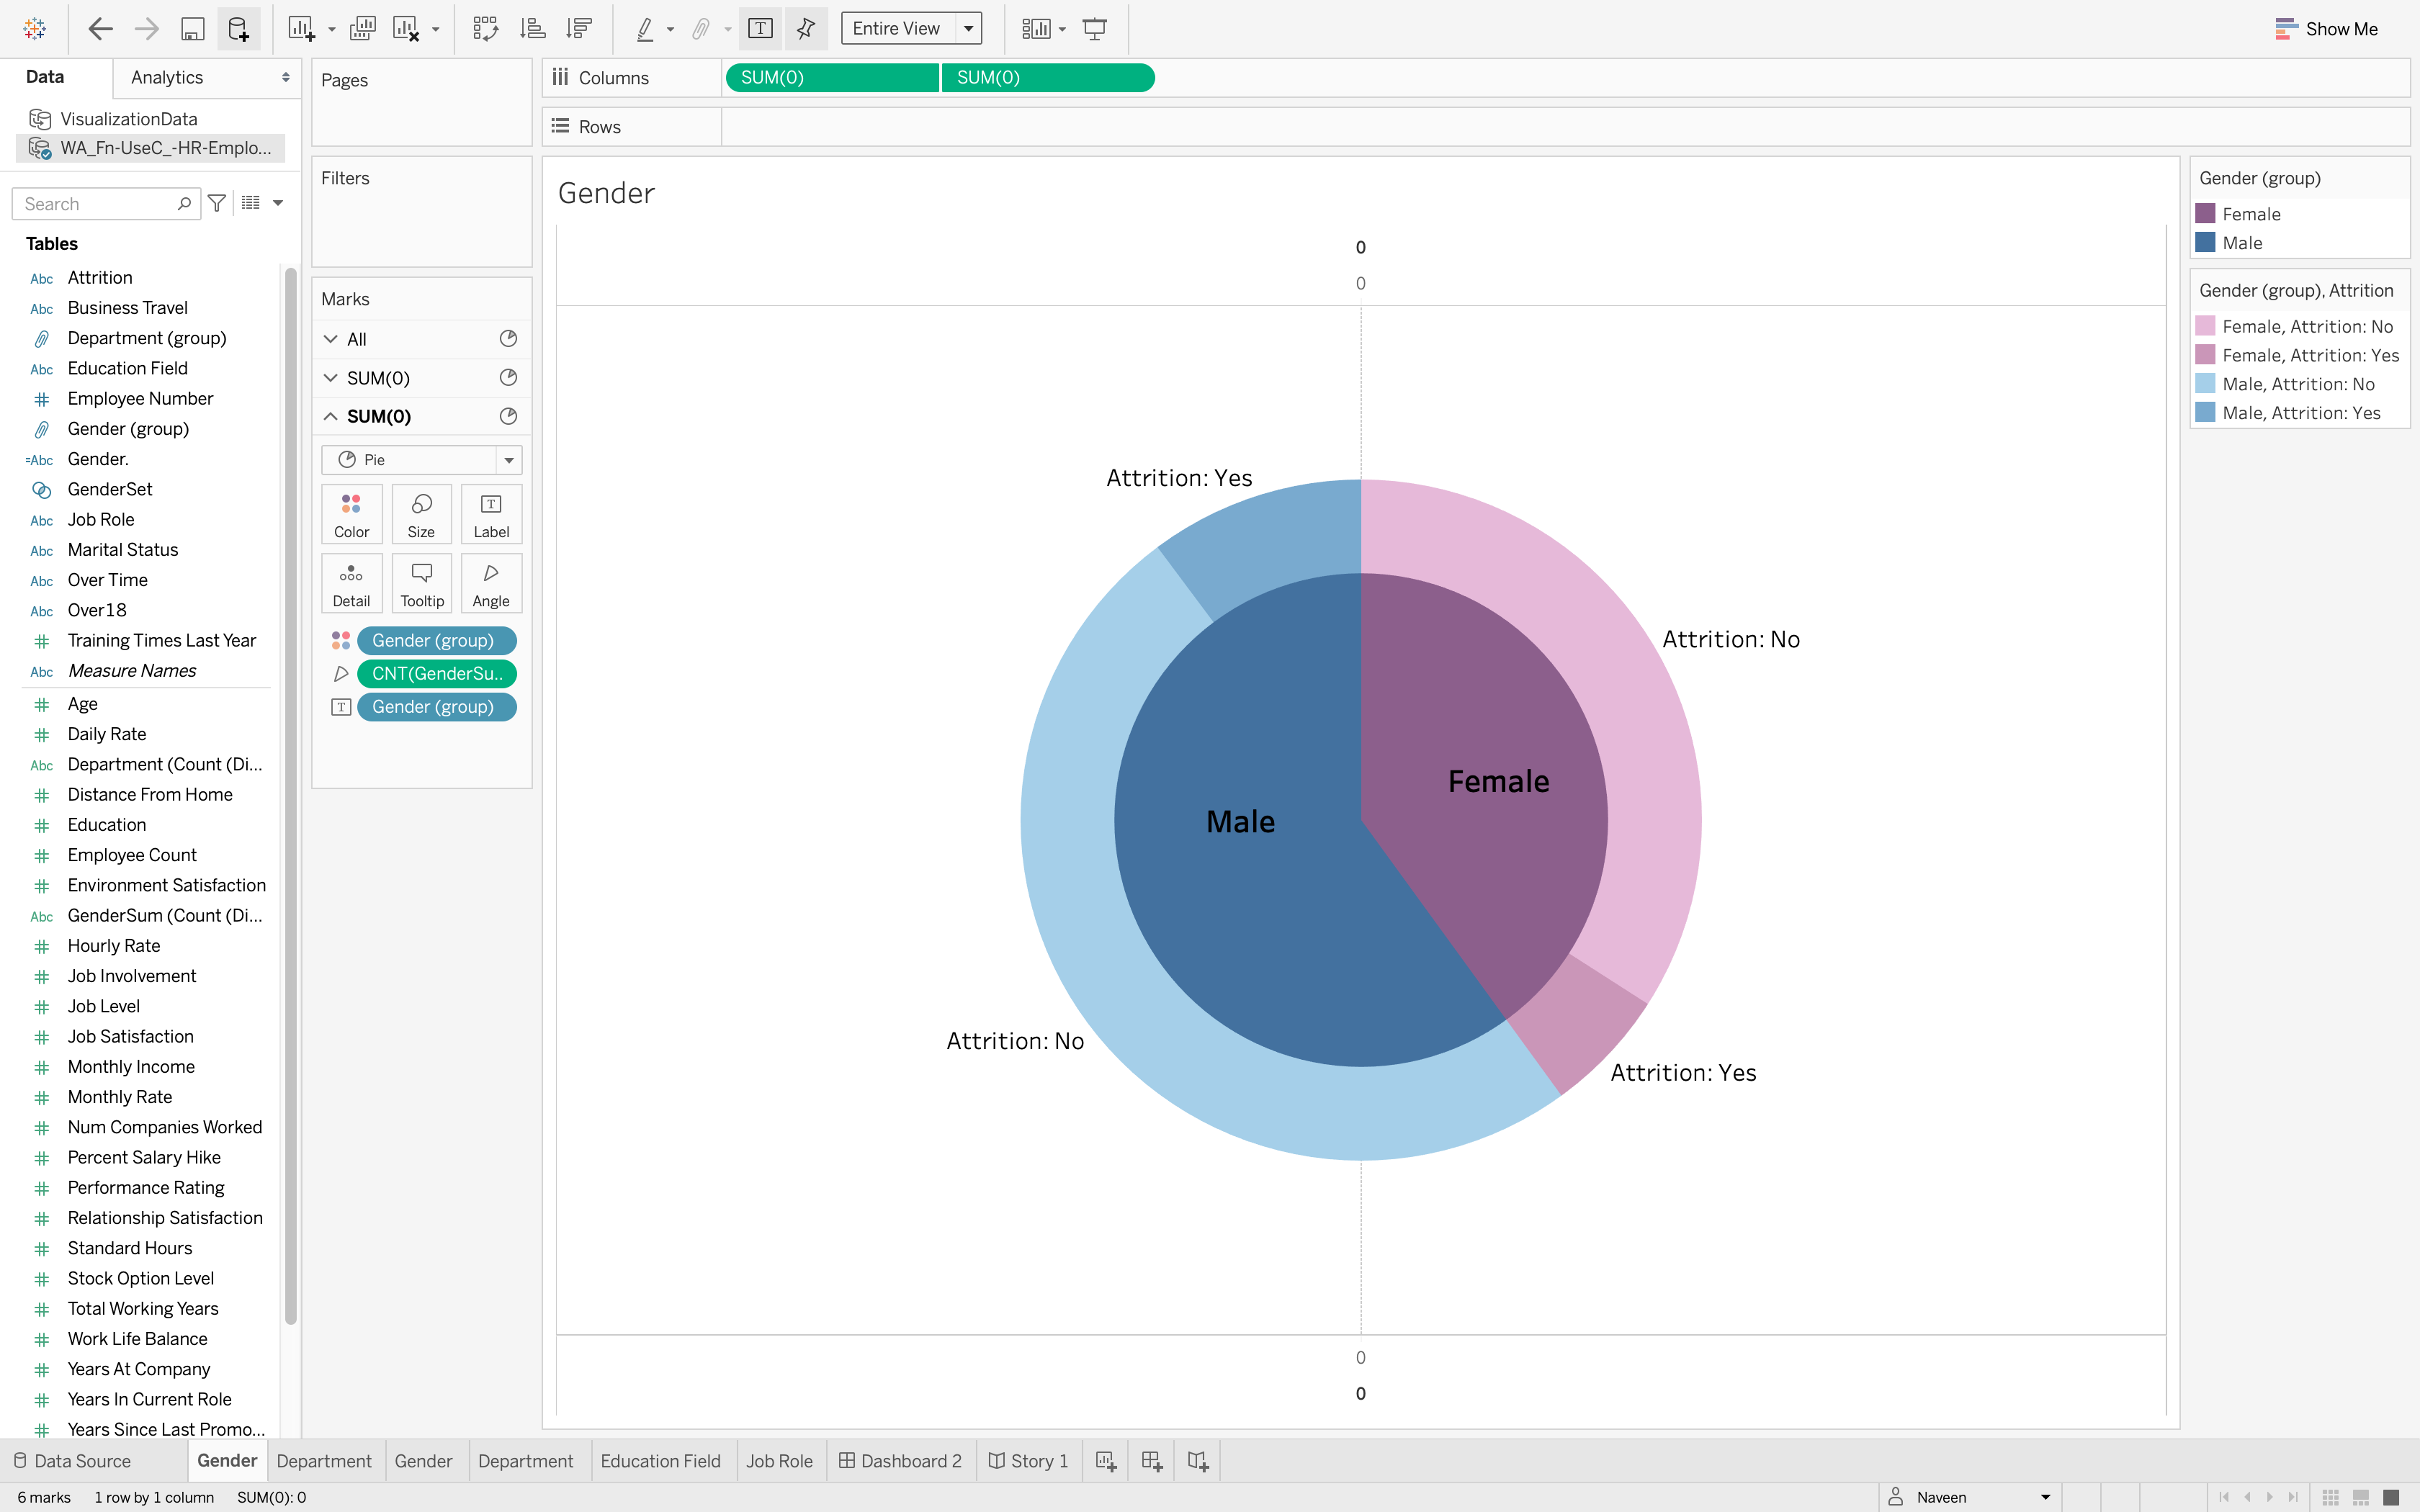 Entire View
Show Me
Data
Analytics
VisualizationData
WA_Fn-UseC_-HR-Emplo...
Search
Tables
Abc Attrition
Abc Business Travel
Department (group)
Abc Education Field
Employee Number
Gender (group)
=Abc Gender.
GenderSet
Abc Job Role
Abc Marital Status
Abc Over Time
Abc Over18
Training Times Last Year
Abc Measure Names
Age
Daily Rate
Abc Department (Count (Di...
Distance From Home
Education
Employee Count
Environment Satisfaction
Abc GenderSum (Count (Di...
Hourly Rate
Job Involvement
Job Level
Job Satisfaction
Monthly Income
Monthly Rate
Num Companies Worked
Percent Salary Hike
Performance Rating
Relationship Satisfaction
Standard Hours
Stock Option Level
Total Working Years
Work Life Balance
Years At Company
Years In Current Role
Years Since Last Promo...
Pages
Filters
Marks
All
SUM(0)
SUM(0)
Pie
Color Size Label
Detail Tooltip Angle
Gender (group)
CNT(GenderSu..
Gender (group)
Columns SUM(0) SUM(0)
Rows
Gender
0
0
Attrition: Yes
Attrition: No
Female
Male
Attrition: No
Attrition: Yes
0
0
Gender (group)
Female
Male
Gender (group), Attrition
Female, Attrition: No
Female, Attrition: Yes
Male, Attrition: No
Male, Attrition: Yes
Data Source Gender Department Gender Department Education Field Job Role Dashboard 2 Story 1
6 marks 1 row by 1 column SUM(0): 0 Naveen